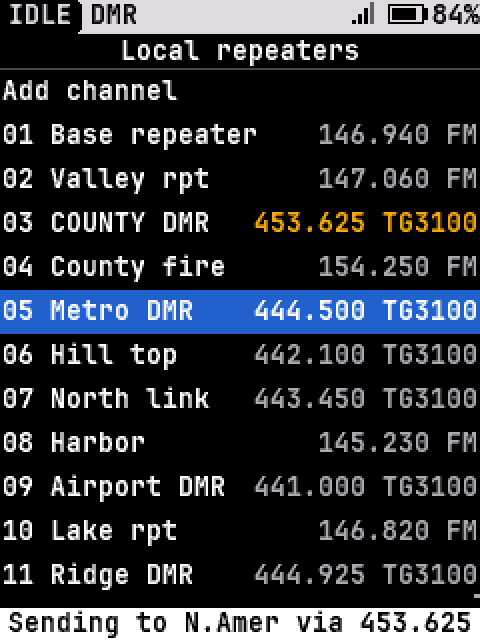 IDLE DMR 84%
Local repeaters
Add channel
01 Base repeater 146.940 FM
02 Valley rpt 147.060 FM
03 COUNTY DMR 453.625 TG3100
04 County fire 154.250 FM
05 Metro DMR 444.500 TG3100
06 Hill top 442.100 TG3100
07 North link 443.450 TG3100
08 Harbor 145.230 FM
09 Airport DMR 441.000 TG3100
10 Lake rpt 146.820 FM
11 Ridge DMR 444.925 TG3100
Sending to N.Amer via 453.625